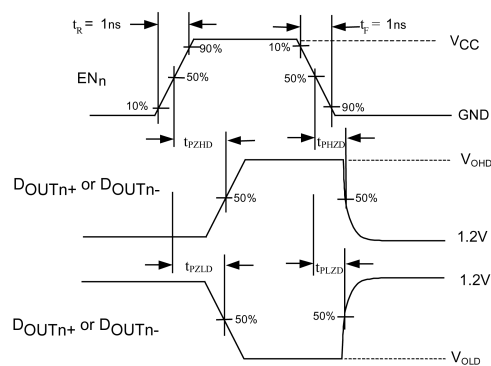 tR = 1ns
tF = 1ns
90%
10%
VCC
ENn
50%
50%
10%
90%
GND
tPZHD
tPHZD
VOHD
DOUTn+ or DOUTn-
50%
50%
1.2V
tPZLD
tPLZD
1.2V
DOUTn+ or DOUTn-
50%
50%
VOLD